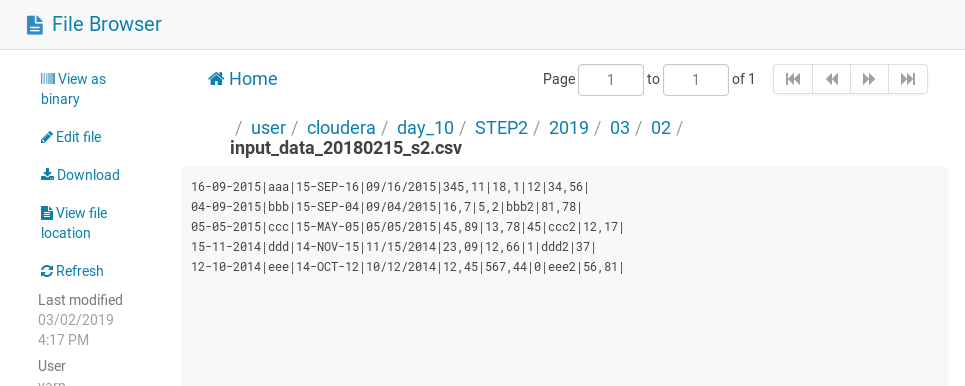 File Browser
View as binary
Edit file
Download
View file location
Refresh
Last modified
03/02/2019
4:17 PM
User
Home
Page 1 to 1 of 1
/ user / cloudera / day_10 / STEP2 / 2019 / 03 / 02 /
input_data_20180215_s2.csv
16-09-2015|aaa|15-SEP-16|09/16/2015|345,11|18,1|12|34,56|
04-09-2015|bbb|15-SEP-04|09/04/2015|16,7|5,2|bbb2|81,78|
05-05-2015|ccc|15-MAY-05|05/05/2015|45,89|13,78|45|ccc2|12,17|
15-11-2014|ddd|14-NOV-15|11/15/2014|23,09|12,66|1|ddd2|37|
12-10-2014|eee|14-OCT-12|10/12/2014|12,45|567,44|0|eee2|56,81|